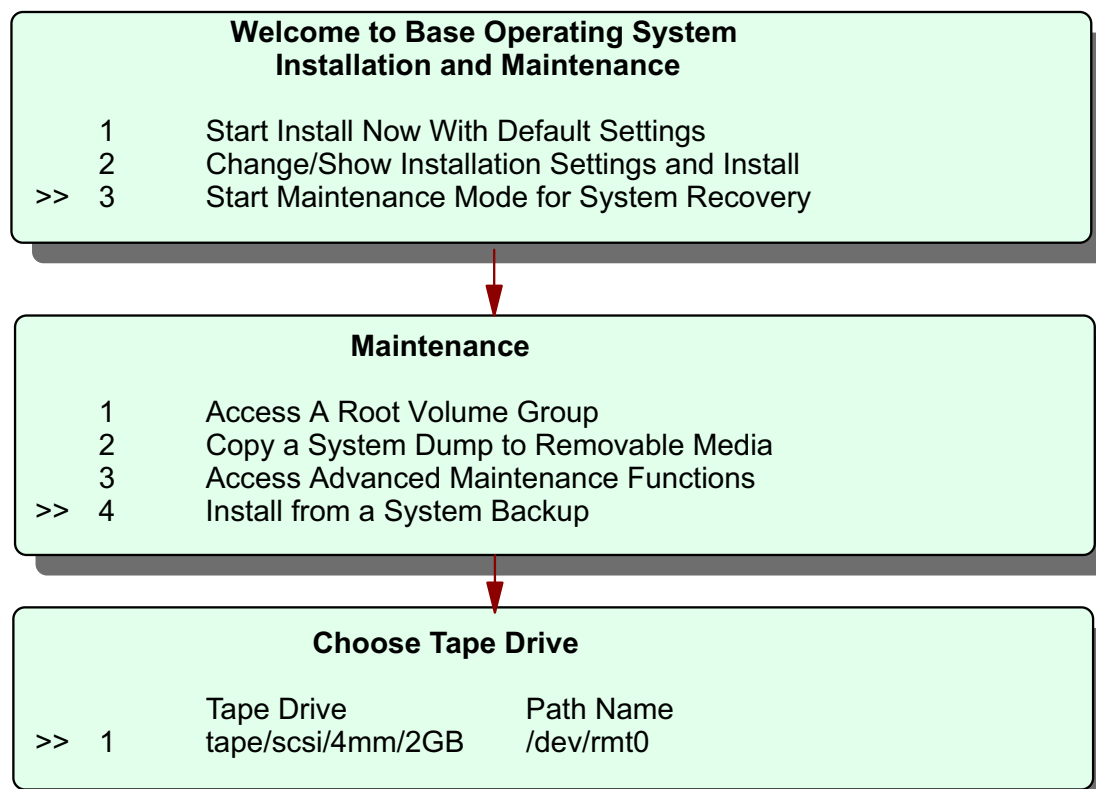 Welcome to Base Operating System
Installation and Maintenance
1 Start Install Now With Default Settings
2 Change/Show Installation Settings and Install
>> 3 Start Maintenance Mode for System Recovery
Maintenance
1 Access A Root Volume Group
2 Copy a System Dump to Removable Media
3 Access Advanced Maintenance Functions
>> 4 Install from a System Backup
Choose Tape Drive
Tape Drive Path Name
>> 1 tape/scsi/4mm/2GB /dev/rmt0